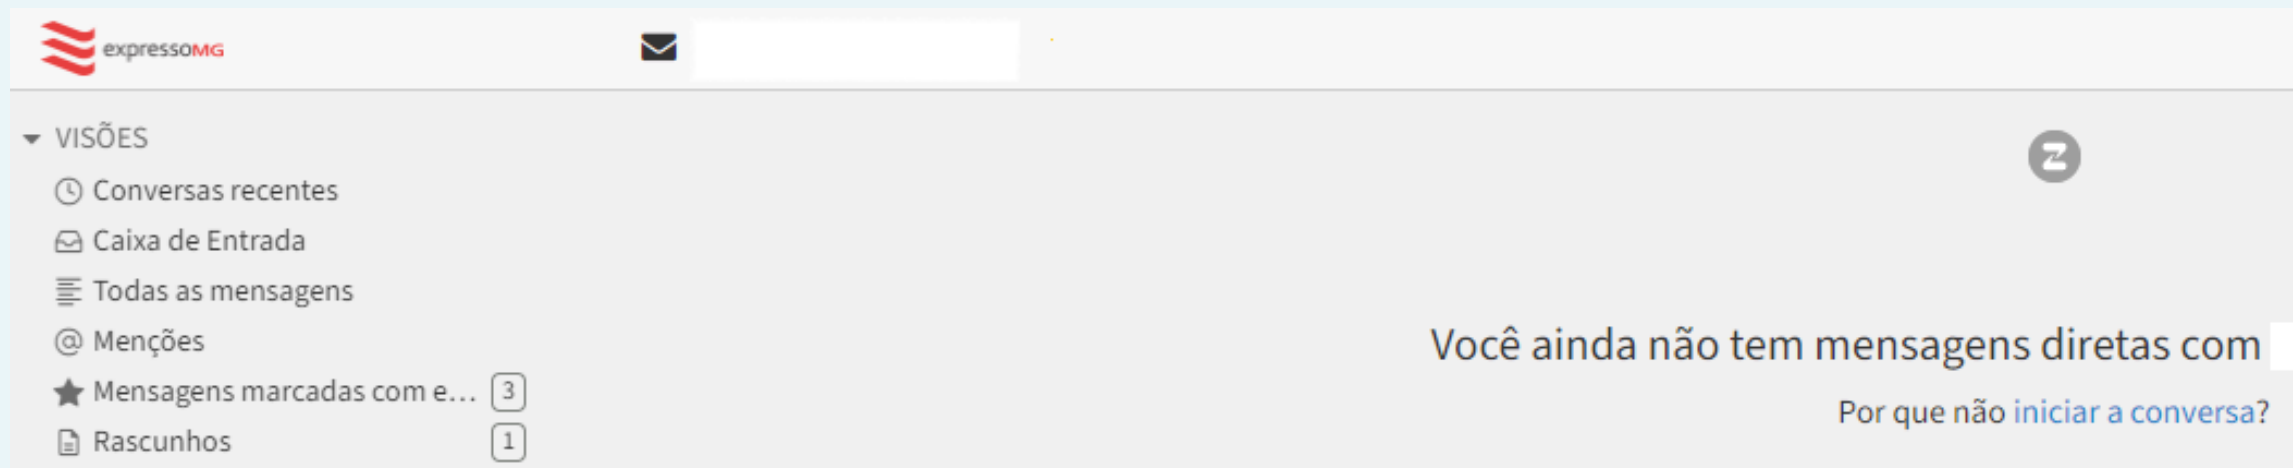 expressoMG
VISÕES
Conversas recentes
Caixa de Entrada
Todas as mensagens
Menções
Mensagens marcadas com e... 3
Rascunhos 1
Você ainda não tem mensagens diretas com
Por que não iniciar a conversa?